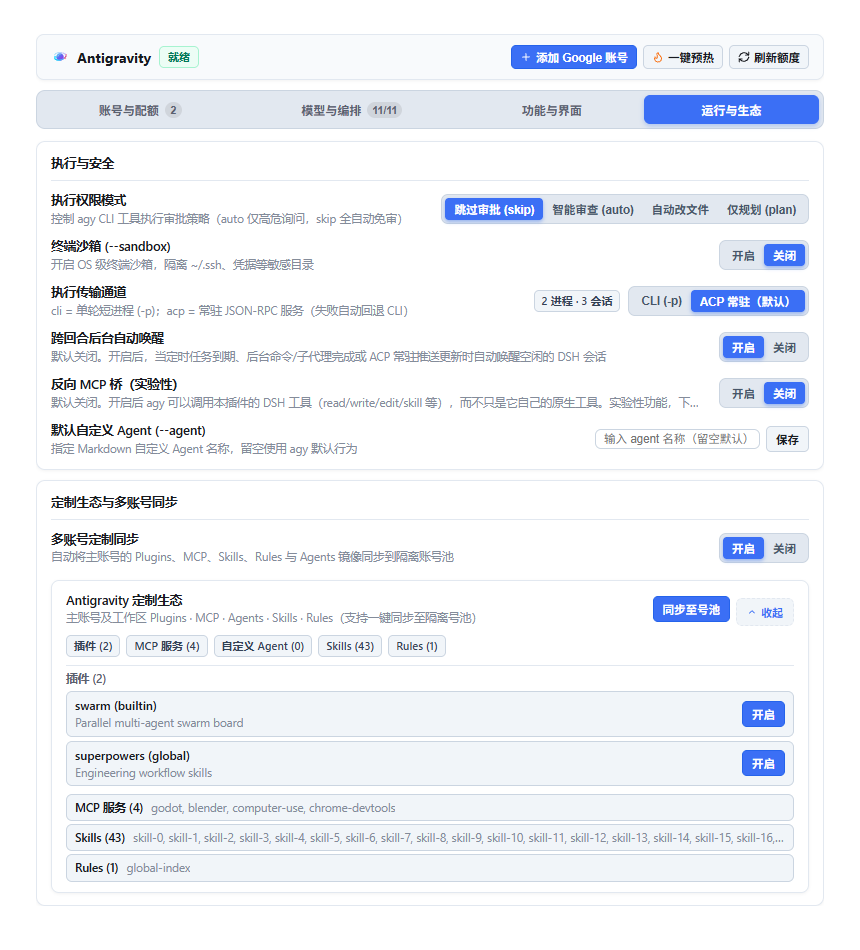 Antigravity 就绪 + 添加 Google 账号 一键预热 刷新额度
账号与配额 2 模型与编排 11/11 功能与界面 运行与生态
执行与安全
执行权限模式
控制 agy CLI 工具执行审批策略（auto 仅高危询问，skip 全自动免审） 跳过审批 (skip) 智能审查 (auto) 自动改文件 仅规划 (plan)
终端沙箱 (--sandbox)
开启 OS 级终端沙箱，隔离 ~/.ssh、凭据等敏感目录 开启 关闭
执行传输通道
cli = 单轮短进程 (-p)；acp = 常驻 JSON-RPC 服务（失败自动回退 CLI） 2 进程 · 3 会话 CLI (-p) ACP 常驻（默认）
跨回合后台自动唤醒
默认关闭。开启后，当定时任务到期、后台命令/子代理完成或 ACP 常驻推送更新时自动唤醒空闲的 DSH 会话 开启 关闭
反向 MCP 桥（实验性）
默认关闭。开启后 agy 可以调用本插件的 DSH 工具（read/write/edit/skill 等），而不只是它自己的原生工具。实验性功能，下... 开启 关闭
默认自定义 Agent (--agent)
指定 Markdown 自定义 Agent 名称，留空使用 agy 默认行为 输入 agent 名称（留空默认） 保存
定制生态与多账号同步
多账号定制同步
自动将主账号的 Plugins、MCP、Skills、Rules 与 Agents 镜像同步到隔离账号池 开启 关闭
Antigravity 定制生态
主账号及工作区 Plugins · MCP · Agents · Skills · Rules（支持一键同步至隔离号池） 同步至号池 收起
插件 (2) MCP 服务 (4) 自定义 Agent (0) Skills (43) Rules (1)
插件 (2)
swarm (builtin)
Parallel multi-agent swarm board 开启
superpowers (global)
Engineering workflow skills 开启
MCP 服务 (4) godot, blender, computer-use, chrome-devtools
Skills (43) skill-0, skill-1, skill-2, skill-3, skill-4, skill-5, skill-6, skill-7, skill-8, skill-9, skill-10, skill-11, skill-12, skill-13, skill-14, skill-15, skill-16,...
Rules (1) global-index